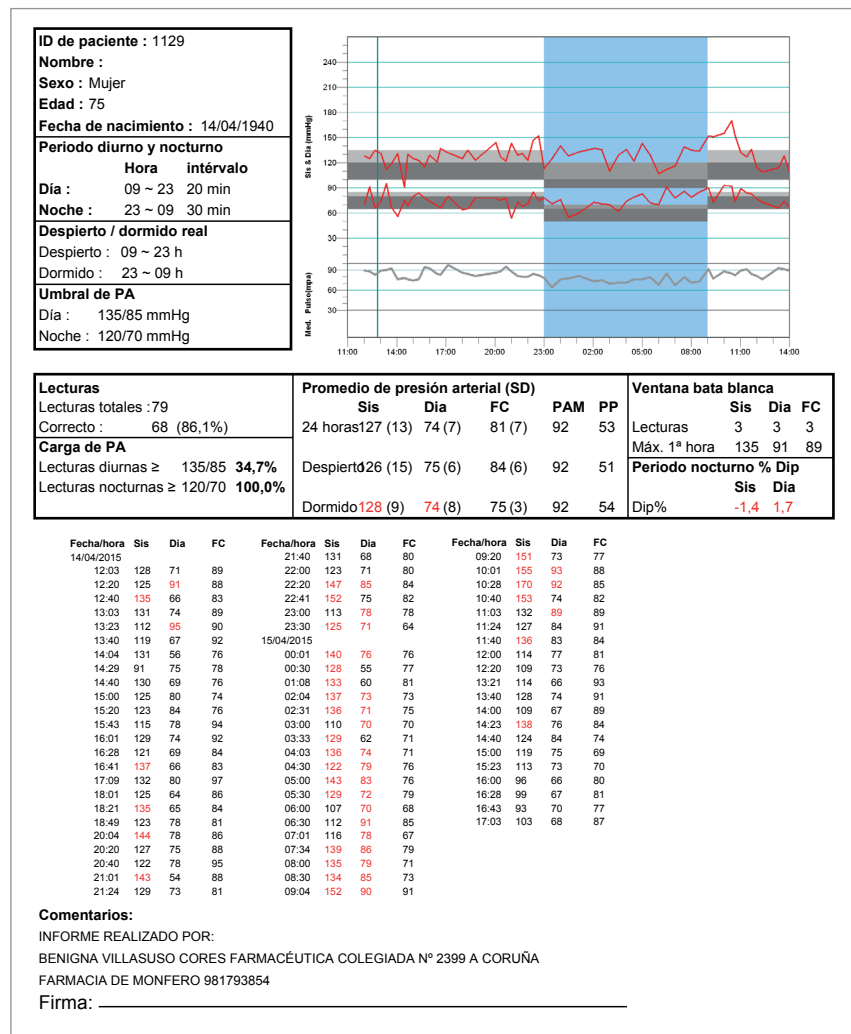 ID de paciente : 1129
Nombre :
Sexo : Mujer
Edad : 75
Fecha de nacimiento : 14/04/1940
Periodo diurno y nocturno
Hora intérvalo
Día : 09 ~ 23 20 min
Noche : 23 ~ 09 30 min
Despierto / dormido real
Despierto : 09 ~ 23 h
Dormido : 23 ~ 09 h
Umbral de PA
Día : 135/85 mmHg
Noche : 120/70 mmHg
Sis & Dia (mmHg)
240
210
180
150
120
90
60
30
Med. Pulso(mpa)
90
60
30
11:00 14:00 17:00 20:00 23:00 02:00 05:00 08:00 11:00 14:00
Lecturas
Lecturas totales :79
Correcto : 68 (86,1%)
Carga de PA
Lecturas diurnas ≥ 135/85 34,7%
Lecturas nocturnas ≥ 120/70 100,0%
Promedio de presión arterial (SD)
Sis Dia FC PAM PP
24 horas127 (13) 74 (7) 81 (7) 92 53
Despierto126 (15) 75 (6) 84 (6) 92 51
Dormido128 (9) 74 (8) 75 (3) 92 54
Ventana bata blanca
Sis Dia FC
Lecturas 3 3 3
Máx. 1ª hora 135 91 89
Periodo nocturno % Dip
Sis Dia
Dip% -1,4 1,7
Fecha/hora Sis Dia FC
14/04/2015
12:03 128 71 89
12:20 125 91 88
12:40 135 66 83
13:03 131 74 89
13:23 112 95 90
13:40 119 67 92
14:04 131 56 76
14:29 91 75 78
14:40 130 69 76
15:00 125 80 74
15:20 123 84 76
15:43 115 78 94
16:01 129 74 92
16:28 121 69 84
16:41 137 66 83
17:09 132 80 97
18:01 125 64 86
18:21 135 65 84
18:49 123 78 81
20:04 144 78 86
20:20 127 75 88
20:40 122 78 95
21:01 143 54 88
21:24 129 73 81
Fecha/hora Sis Dia FC
21:40 131 68 80
22:00 123 71 80
22:20 147 85 84
22:41 152 75 82
23:00 113 78 78
23:30 125 71 64
15/04/2015
00:01 140 76 76
00:30 128 55 77
01:08 133 60 81
02:04 137 73 73
02:31 136 71 75
03:00 110 70 70
03:33 129 62 71
04:03 136 74 71
04:30 122 79 76
05:00 143 83 76
05:30 129 72 79
06:00 107 70 68
06:30 112 91 85
07:01 116 78 67
07:34 139 86 79
08:00 135 79 71
08:30 134 85 73
09:04 152 90 91
Fecha/hora Sis Dia FC
09:20 151 73 77
10:01 155 93 88
10:28 170 92 85
10:40 153 74 82
11:03 132 89 89
11:24 127 84 91
11:40 136 83 84
12:00 114 77 81
12:20 109 73 76
13:21 114 66 93
13:40 128 74 91
14:00 109 67 89
14:23 138 76 84
14:40 124 84 74
15:00 119 75 69
15:23 113 73 70
16:00 96 66 80
16:28 99 67 81
16:43 93 70 77
17:03 103 68 87
Comentarios:
INFORME REALIZADO POR:
BENIGNA VILLASUSO CORES FARMACÉUTICA COLEGIADA Nº 2399 A CORUÑA
FARMACIA DE MONFERO 981793854
Firma: